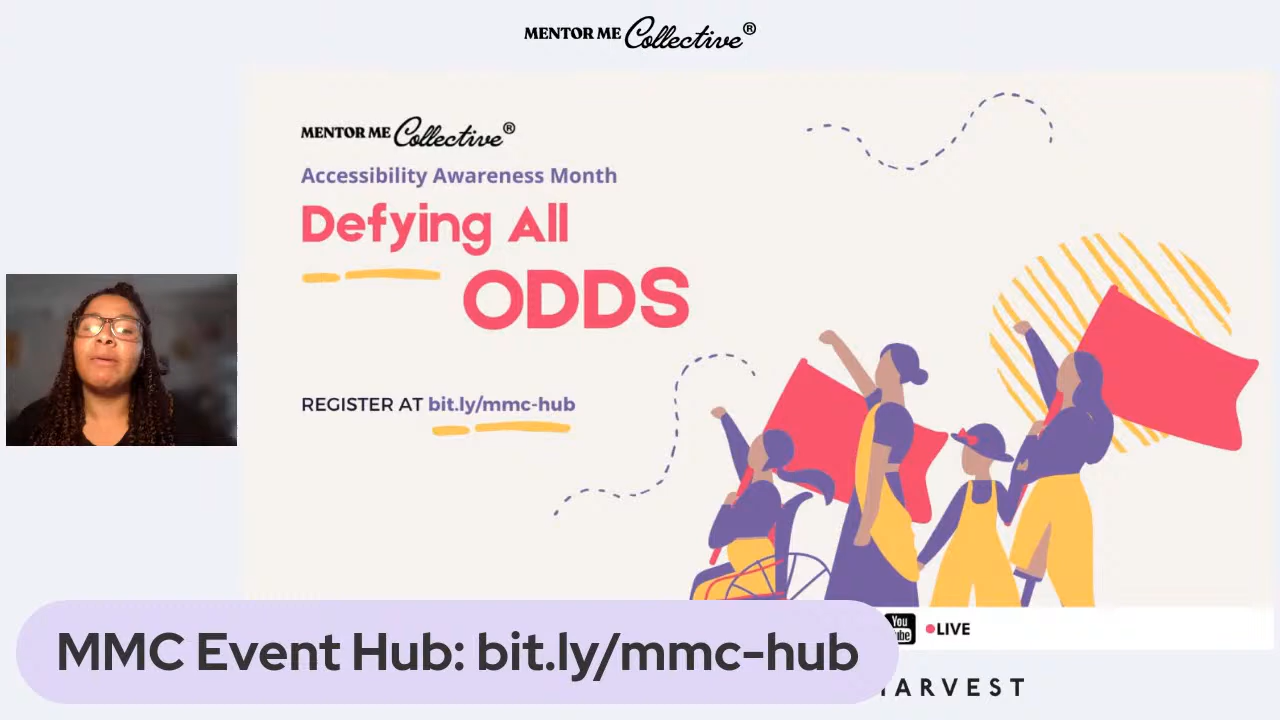 MENTOR ME Collective®
MENTOR ME Collective®
Accessibility Awareness Month
Defying All
ODDS
REGISTER AT bit.ly/mmc-hub
You
LIVE
MMC Event Hub: bit.ly/mmc-hub